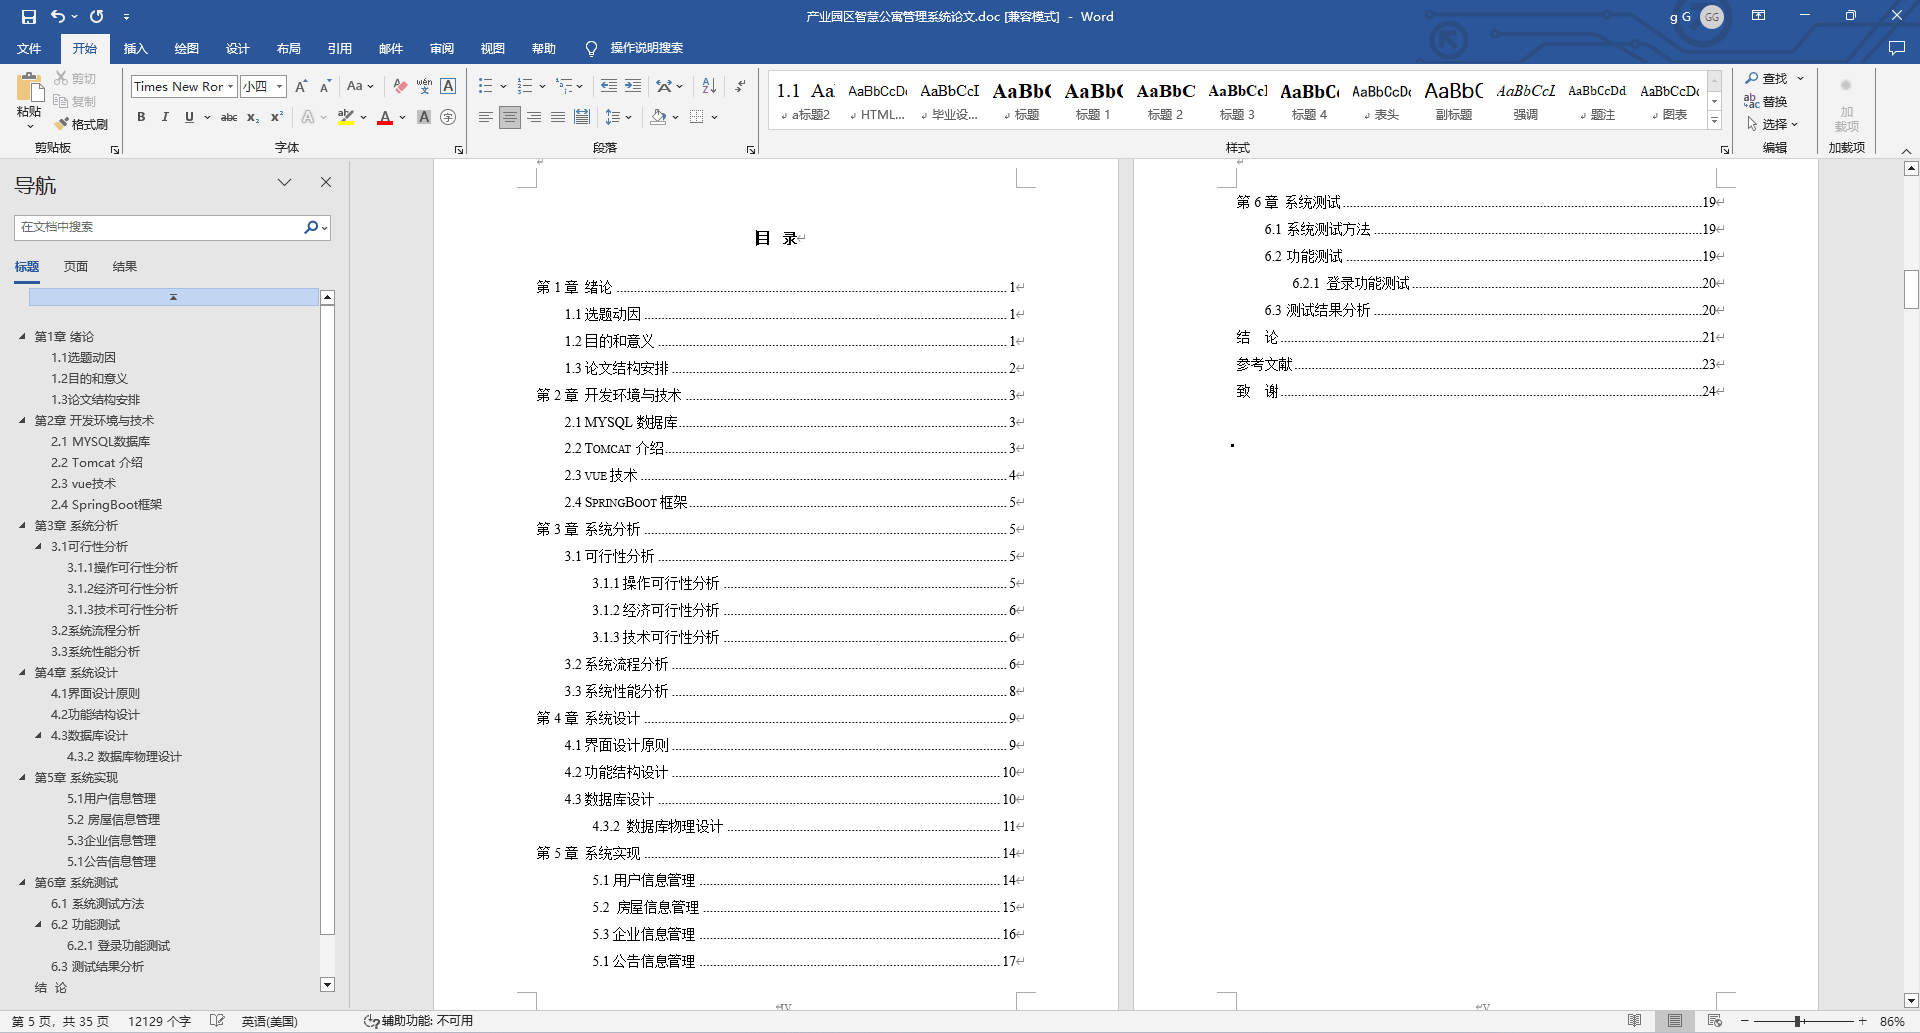 产业园区智慧公寓管理系统论文.doc [兼容模式] - Word
g G GG
文件 开始 插入 绘图 设计 布局 引用 邮件 审阅 视图 帮助 操作说明搜索
粘贴 剪切 复制 格式刷
Times New Ror 小四
1.1 Aa AaBbCcDc AaBbCcI AaBb( AaBb( AaBbC AaBbCcI AaBbC AaBbCcDc AaBbC AaBbCcL AaBbCcDd AaBbCcDc
a标题2 HTML... 毕业设... 标题 标题 1 标题 2 标题 3 标题 4 表头 副标题 强调 题注 图表
查找 替换 选择
加载项
剪贴板 字体 段落 样式 编辑 加载项
导航
在文档中搜索
标题 页面 结果
第1章 绪论
1.1选题动因
1.2目的和意义
1.3论文结构安排
第2章 开发环境与技术
2.1 MYSQL数据库
2.2 Tomcat 介绍
2.3 vue技术
2.4 SpringBoot框架
第3章 系统分析
3.1可行性分析
3.1.1操作可行性分析
3.1.2经济可行性分析
3.1.3技术可行性分析
3.2系统流程分析
3.3系统性能分析
第4章 系统设计
4.1界面设计原则
4.2功能结构设计
4.3数据库设计
4.3.2 数据库物理设计
第5章 系统实现
5.1用户信息管理
5.2 房屋信息管理
5.3企业信息管理
5.1公告信息管理
第6章 系统测试
6.1 系统测试方法
6.2 功能测试
6.2.1 登录功能测试
6.3 测试结果分析
结 论
目 录
第 1 章 绪论 1
1.1 选题动因 1
1.2 目的和意义 1
1.3 论文结构安排 2
第 2 章 开发环境与技术 3
2.1 MYSQL 数据库 3
2.2 TOMCAT 介绍 3
2.3 VUE 技术 4
2.4 SPRINGBOOT 框架 5
第 3 章 系统分析 5
3.1 可行性分析 5
3.1.1 操作可行性分析 5
3.1.2 经济可行性分析 6
3.1.3 技术可行性分析 6
3.2 系统流程分析 6
3.3 系统性能分析 8
第 4 章 系统设计 9
4.1 界面设计原则 9
4.2 功能结构设计 10
4.3 数据库设计 10
4.3.2 数据库物理设计 11
第 5 章 系统实现 14
5.1 用户信息管理 14
5.2 房屋信息管理 15
5.3 企业信息管理 16
5.1 公告信息管理 17
IV
第 6 章 系统测试 19
6.1 系统测试方法 19
6.2 功能测试 19
6.2.1 登录功能测试 20
6.3 测试结果分析 20
结 论 21
参考文献 23
致 谢 24
V
第 5 页，共 35 页 12129 个字 英语(美国) 辅助功能: 不可用 86%